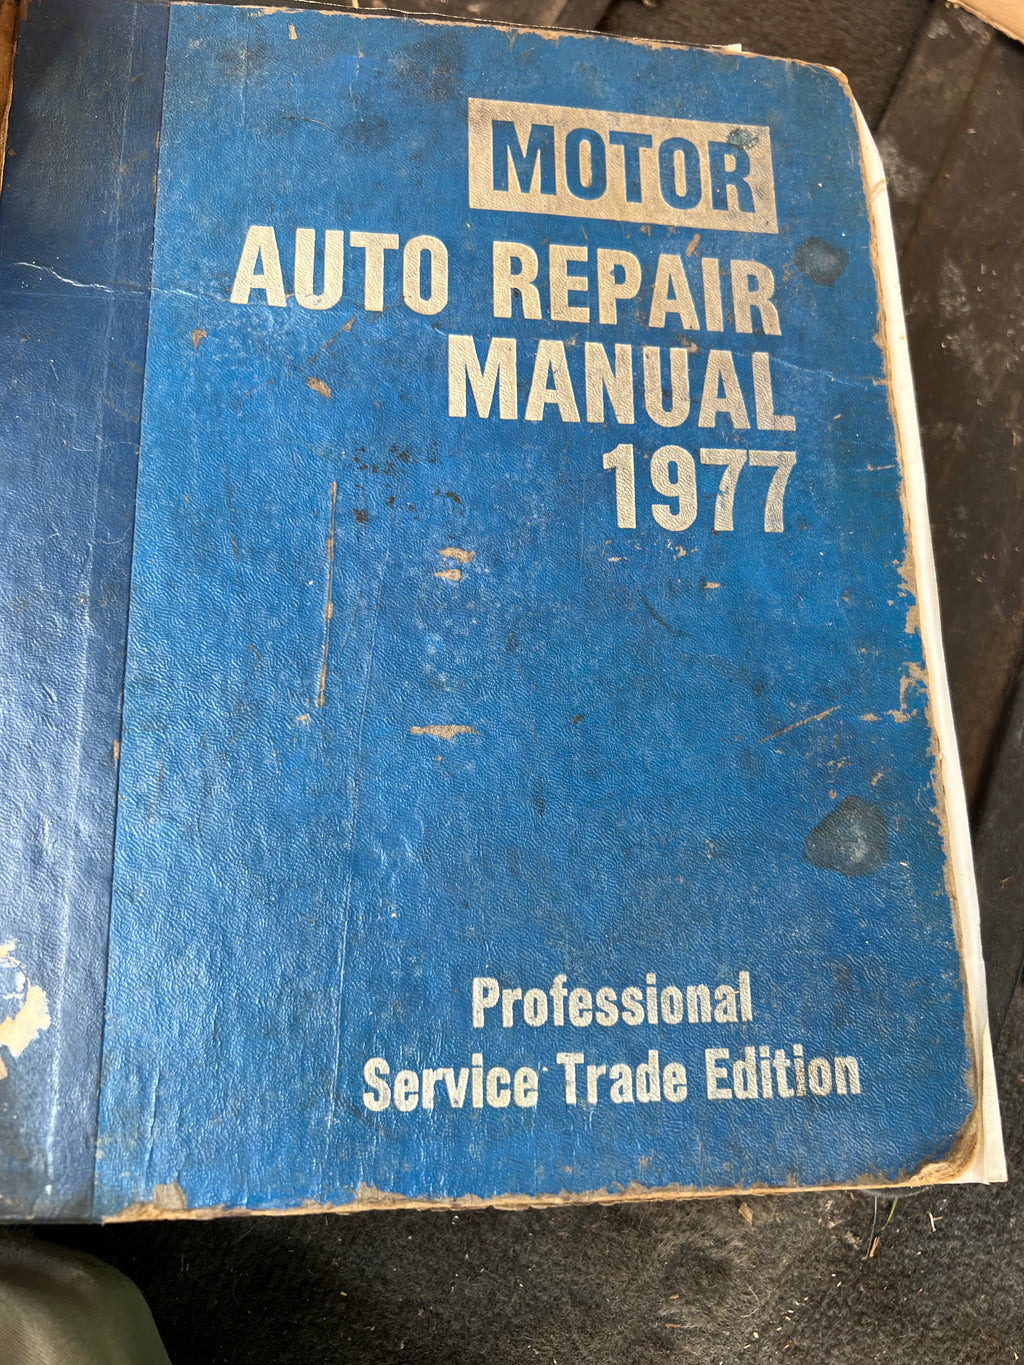 MOTOR
AUTO REPAIR
MANUAL
1977
Professional
Service Trade Edition